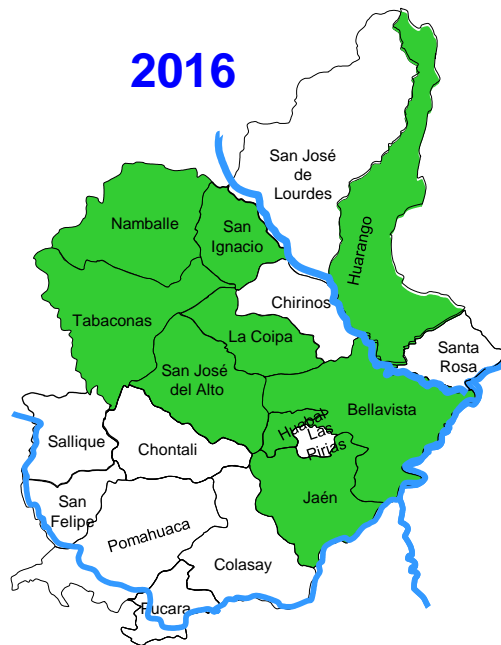 2016
San José
de
Lourdes
Namballe
San
Ignacio
Huarango
Chirinos
Tabaconas
La Coipa
Santa
Rosa
San José
del Alto
Bellavista
Huabal
Las
Pirias
Sallique
Chontali
Jaén
San
Felipe
Pomahuaca
Colasay
Pucara